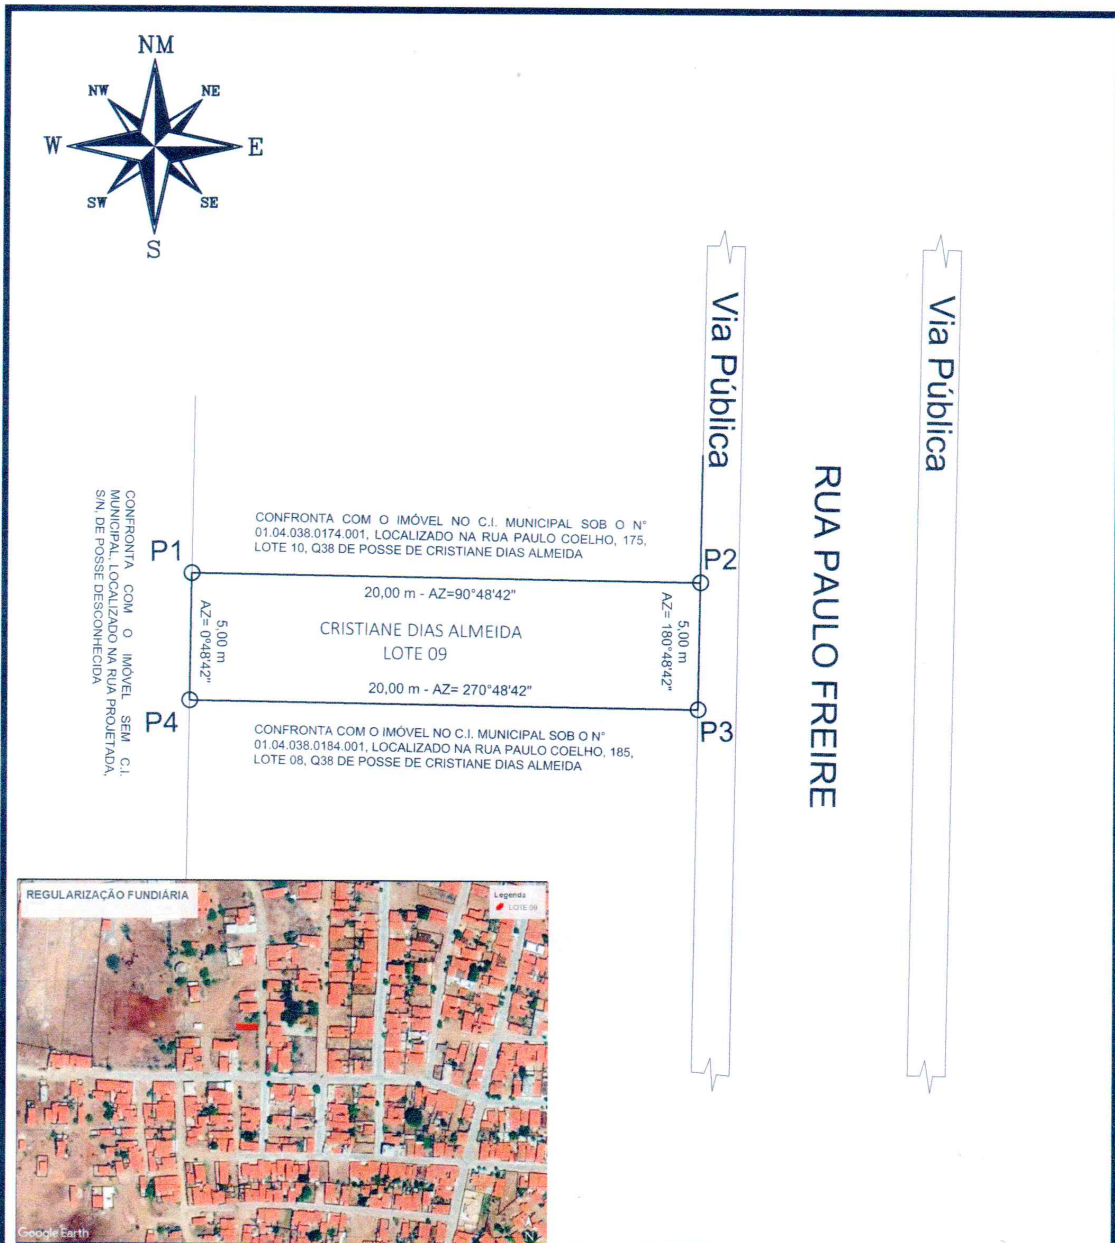 NM
NW
NE
W
E
SW
SE
S
Via Pública
Via Pública
RUA PAULO FREIRE
CONFRONTA COM O IMÓVEL NO C.I. MUNICIPAL SOB O N°
01.04.038.0174.001, LOCALIZADO NA RUA PAULO COELHO, 175,
LOTE 10, Q38 DE POSSE DE CRISTIANE DIAS ALMEIDA
P1
P2
20,00 m - AZ=90°48'42"
CONFRONTA COM O IMÓVEL SEM C.I.
MUNICIPAL, LOCALIZADO NA RUA PROJETADA,
S/N, DE POSSE DESCONHECIDA
5,00 m
AZ= 0°48'42"
CRISTIANE DIAS ALMEIDA
LOTE 09
5,00 m
AZ= 180°48'42"
20,00 m - AZ= 270°48'42"
P4
P3
CONFRONTA COM O IMÓVEL NO C.I. MUNICIPAL SOB O N°
01.04.038.0184.001, LOCALIZADO NA RUA PAULO COELHO, 185,
LOTE 08, Q38 DE POSSE DE CRISTIANE DIAS ALMEIDA
REGULARIZAÇÃO FUNDIÁRIA
Legenda
LOTE 09
Google Earth
N